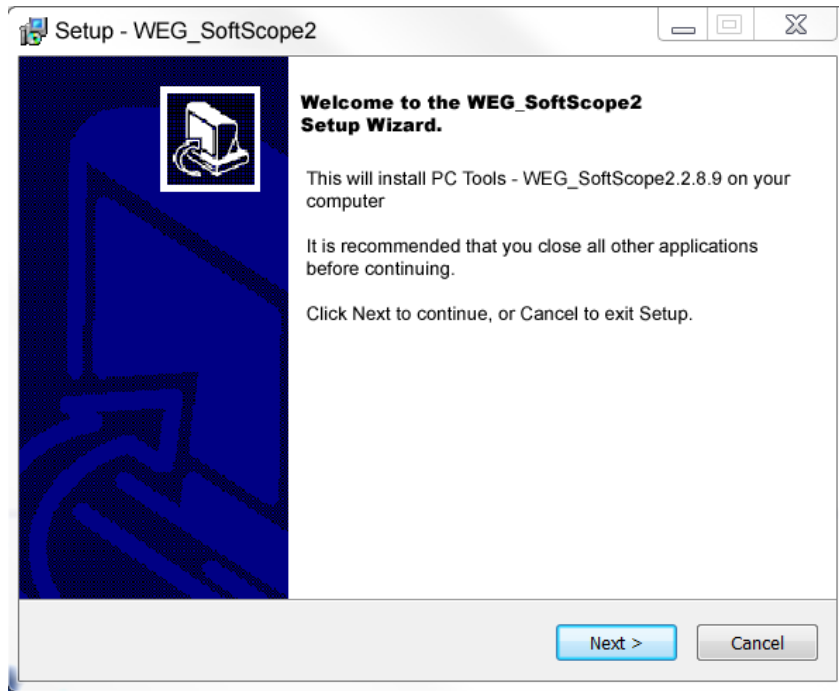 Setup - WEG_SoftScope2
Welcome to the WEG_SoftScope2
Setup Wizard.
This will install PC Tools - WEG_SoftScope2.2.8.9 on your
computer
It is recommended that you close all other applications
before continuing.
Click Next to continue, or Cancel to exit Setup.
Next >
Cancel